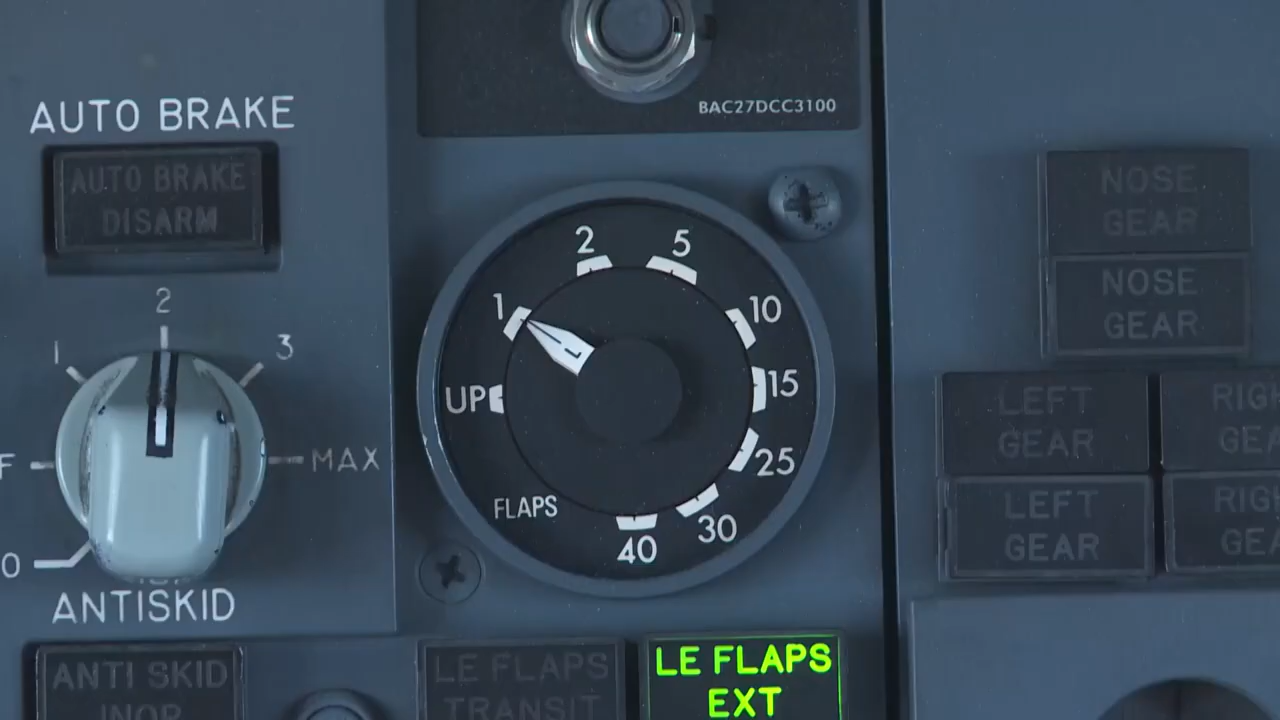 BAC27DCC3100
AUTO BRAKE
AUTO BRAKE
DISARM
1
2
3
MAX
ANTISKID
ANTI SKID
INOP
UP
1
2
5
10
15
25
30
40
FLAPS
LE FLAPS
TRANSIT
LE FLAPS
EXT
NOSE
GEAR
NOSE
GEAR
LEFT
GEAR
LEFT
GEAR